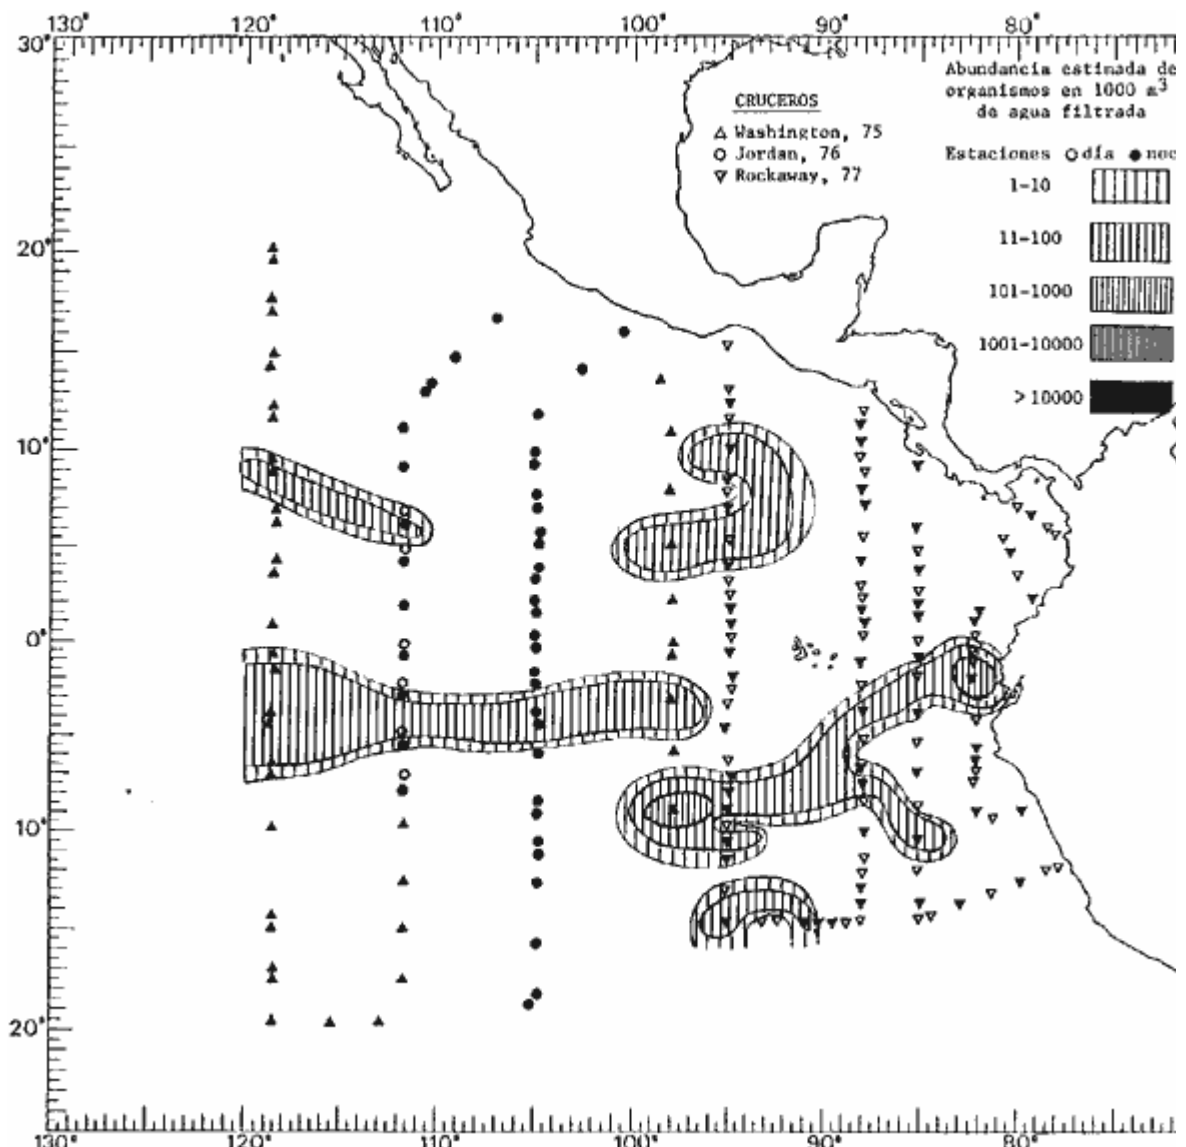 130° 120° 110° 100° 90° 80°
30°
20°
10°
0°
10°
20°
Abundancia estimada de
organismos en 1000 m³
de agua filtrada
CRUCEROS
△ Washington, 75
○ Jordan, 76
▽ Rockaway, 77
Estaciones ○ día ● noc
1-10
11-100
101-1000
1001-10000
>10000
130° 120° 110° 100° 90° 80°